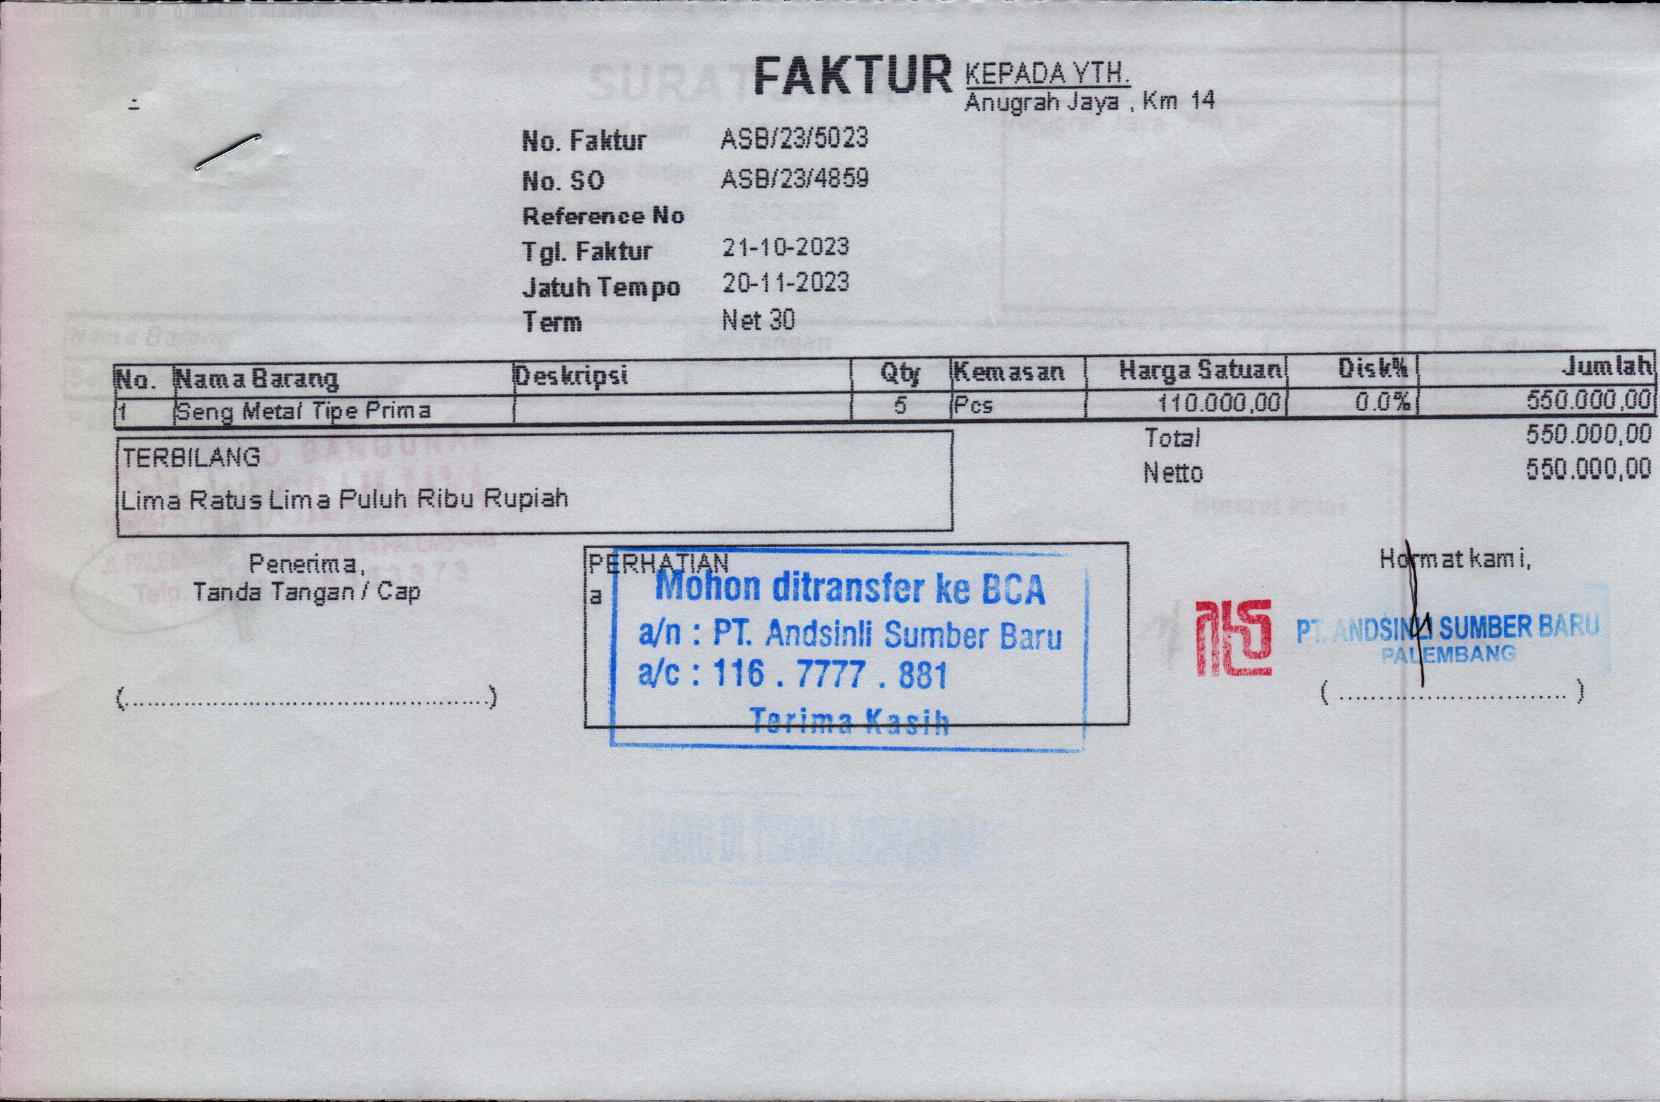 FAKTUR
KEPADA YTH.
Anugrah Jaya , Km 14
No. Faktur ASB/23/5023
No. SO ASB/23/4859
Reference No
Tgl. Faktur 21-10-2023
Jatuh Tempo 20-11-2023
Term Net 30
No. Nama Barang Deskripsi Qty Kemasan Harga Satuan Disk% Jumlah
1 Seng Metal Tipe Prima 5 Pcs 110.000,00 0.0% 550.000,00
Total 550.000,00
Netto 550.000,00
TERBILANG
Lima Ratus Lima Puluh Ribu Rupiah
Penerima,
Tanda Tangan / Cap
(...............................................)
PERHATIAN
a
Mohon ditransfer ke BCA
a/n : PT. Andsinli Sumber Baru
a/c : 116 . 7777 . 881
Terima Kasih
Hormat kami,
PT. ANDSINLI SUMBER BARU
PALEMBANG
( ............................. )